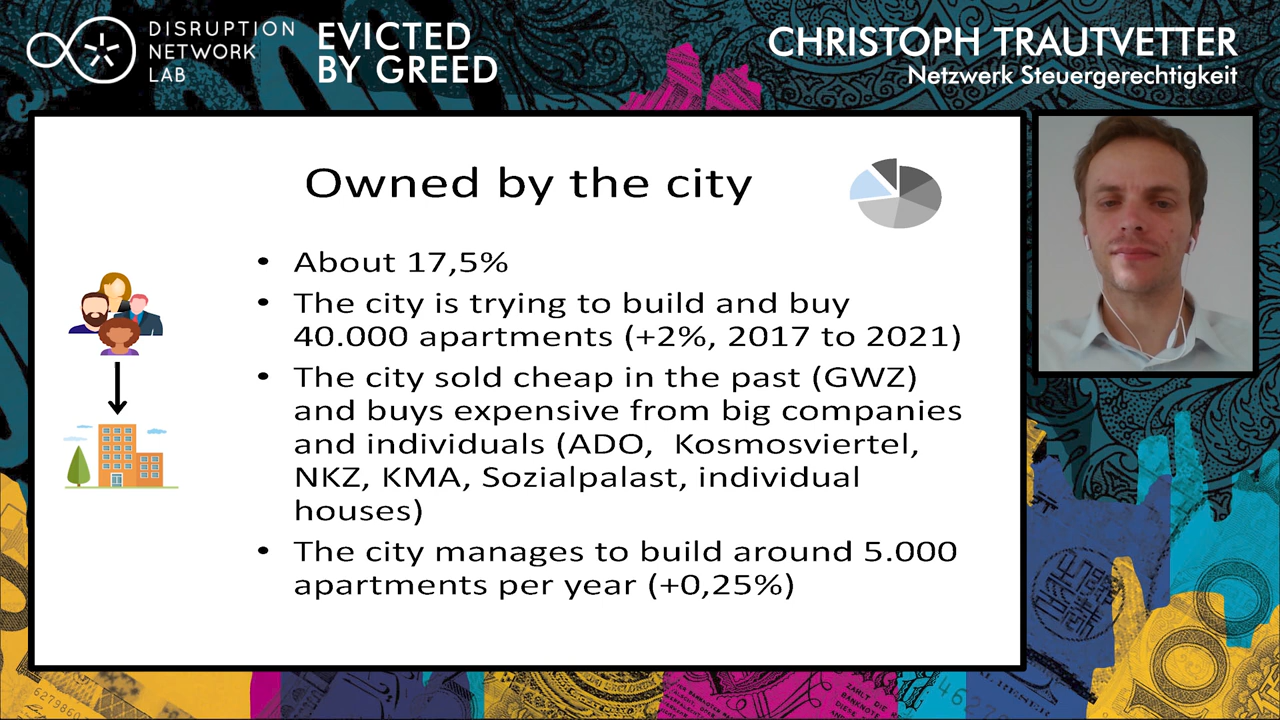 DISRUPTION
NETWORK
LAB
EVICTED
BY GREED
CHRISTOPH TRAUTVETTER
Netzwerk Steuergerechtigkeit
Owned by the city
• About 17,5%
• The city is trying to build and buy
40.000 apartments (+2%, 2017 to 2021)
• The city sold cheap in the past (GWZ)
and buys expensive from big companies
and individuals (ADO, Kosmosviertel,
NKZ, KMA, Sozialpalast, individual
houses)
• The city manages to build around 5.000
apartments per year (+0,25%)